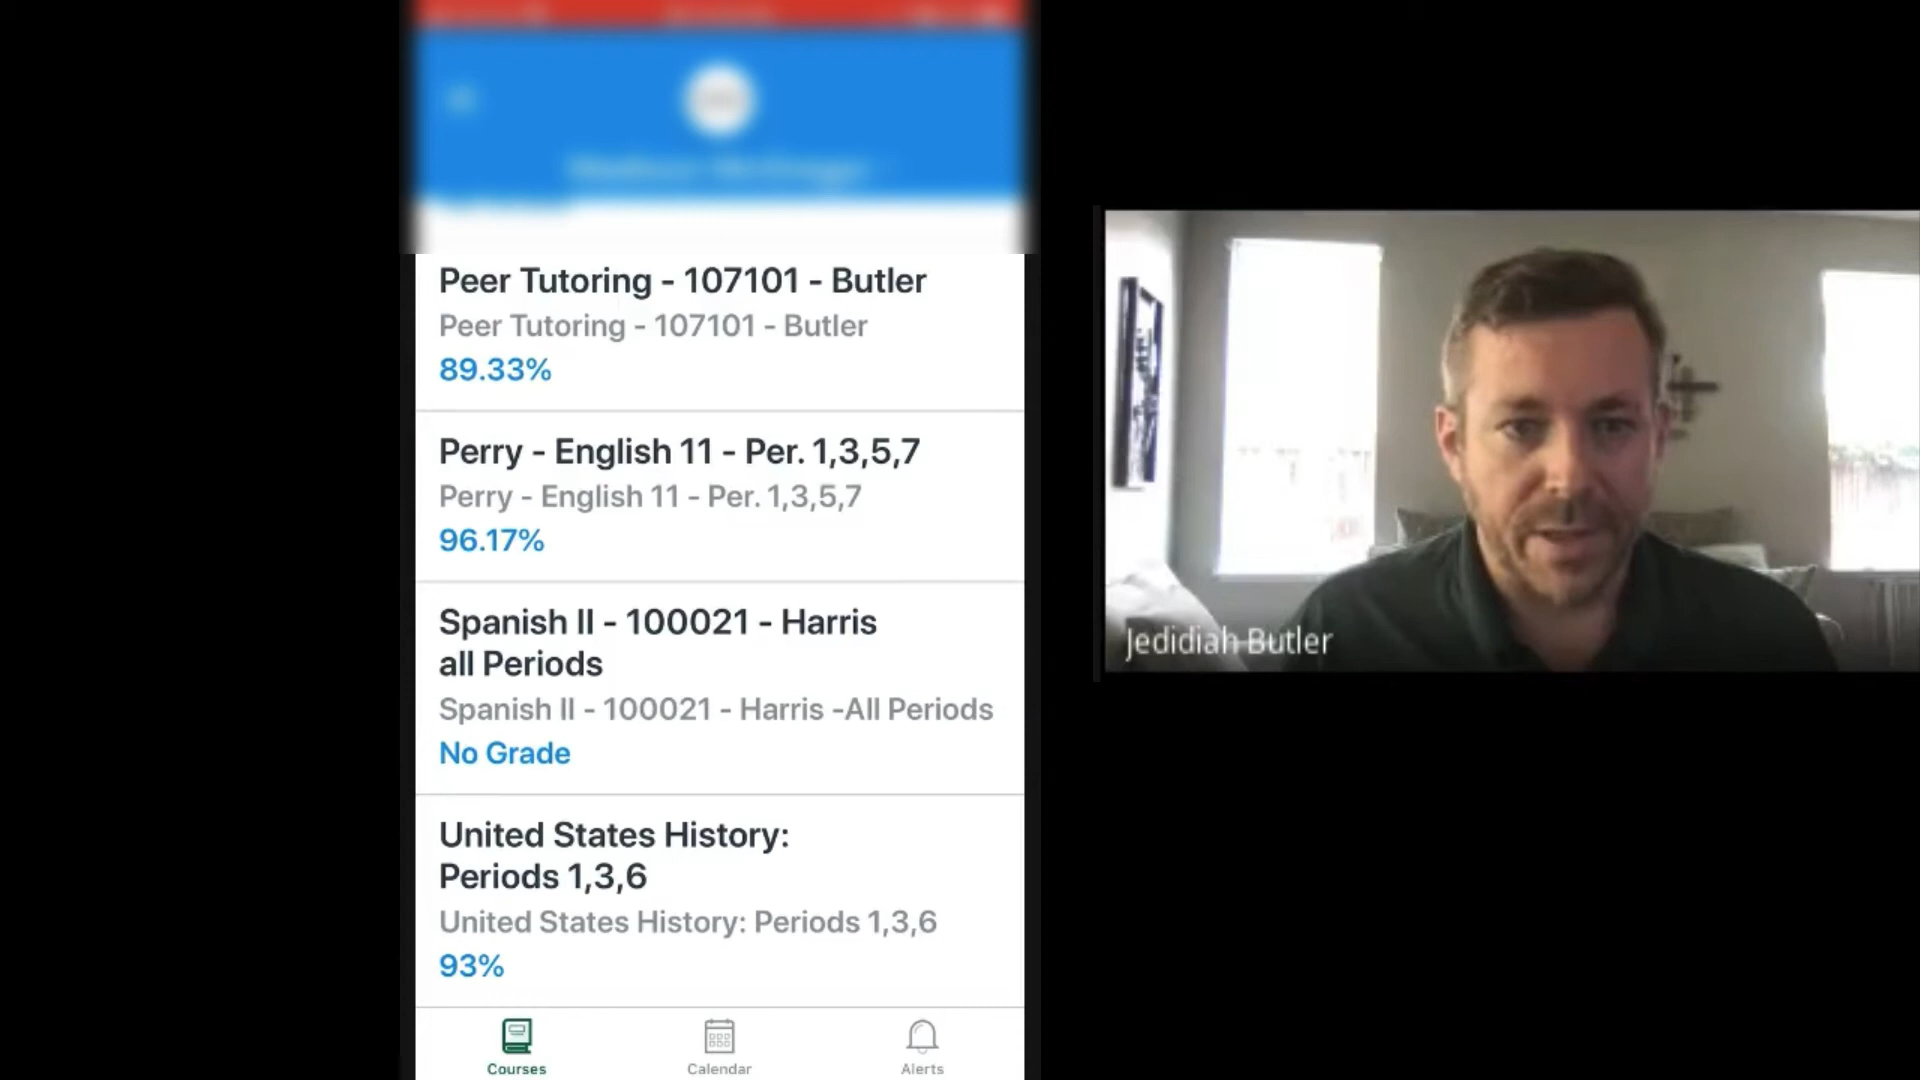 Peer Tutoring - 107101 - Butler
Peer Tutoring - 107101 - Butler
89.33%
Perry - English 11 - Per. 1,3,5,7
Perry - English 11 - Per. 1,3,5,7
96.17%
Spanish II - 100021 - Harris
all Periods
Spanish II - 100021 - Harris -All Periods
No Grade
United States History:
Periods 1,3,6
United States History: Periods 1,3,6
93%
Courses
Calendar
Alerts
Jedidiah Butler